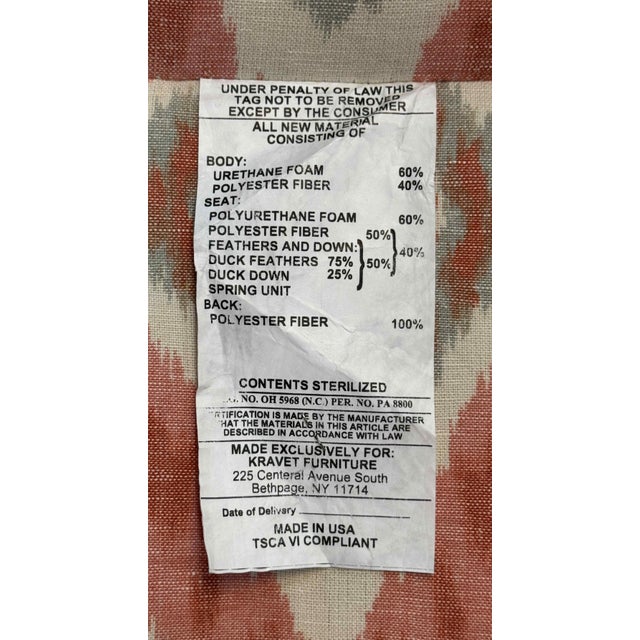 UNDER PENALTY OF LAW THIS
TAG NOT TO BE REMOVED
EXCEPT BY THE CONSUMER
ALL NEW MATERIAL
CONSISTING OF
BODY:
URETHANE FOAM 60%
POLYESTER FIBER 40%
SEAT:
POLYURETHANE FOAM 60%
POLYESTER FIBER 50%
FEATHERS AND DOWN: 40%
DUCK FEATHERS 75% 50%
DUCK DOWN 25%
SPRING UNIT
BACK:
POLYESTER FIBER 100%
CONTENTS STERILIZED
NO. OH 5968 (N.C.) PER. NO. PA 8800
IS MADE BY THE MANUFACTURER
THE MATERIALS IN THIS ARTICLE ARE
DESCRIBED IN ACCORDANCE WITH LAW
MADE EXCLUSIVELY FOR:
KRAVET FURNITURE
225 Centeral Avenue South
Bethpage, NY 11714
Date of Delivary
MADE IN USA
TSCA VI COMPLIANT